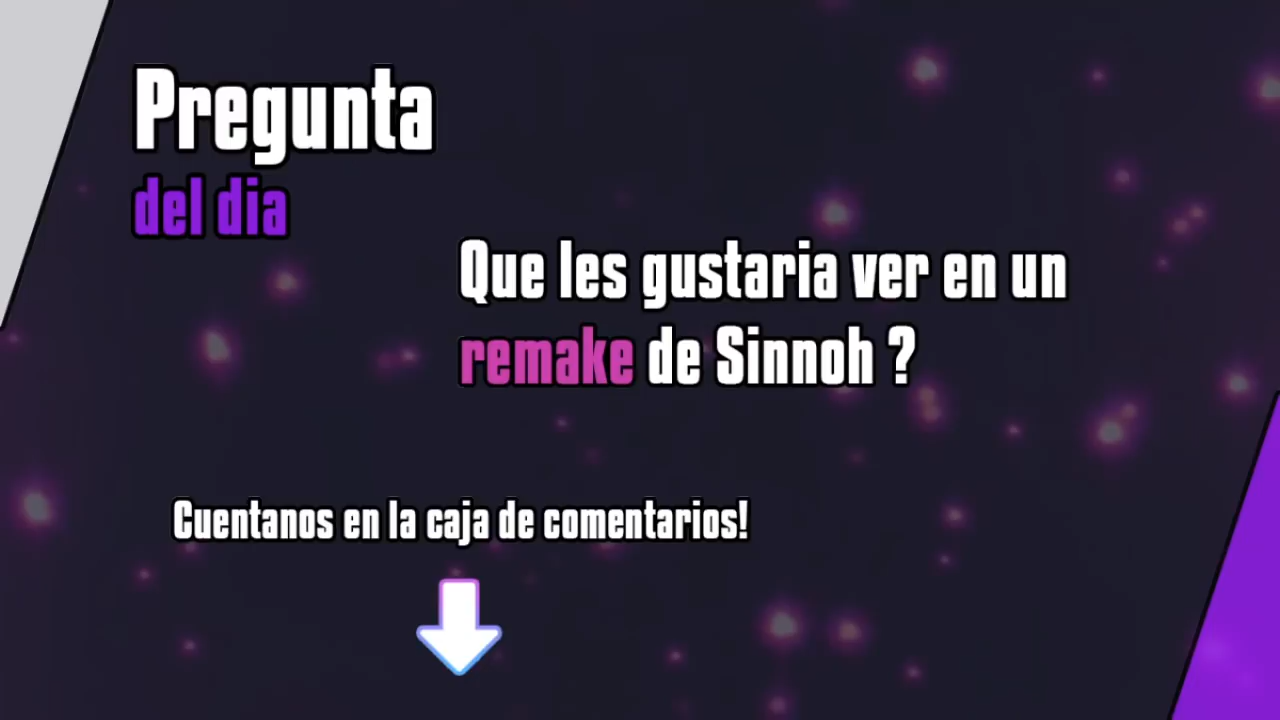 Pregunta
del dia
Que les gustaria ver en un
remake de Sinnoh ?
Cuentanos en la caja de comentarios!